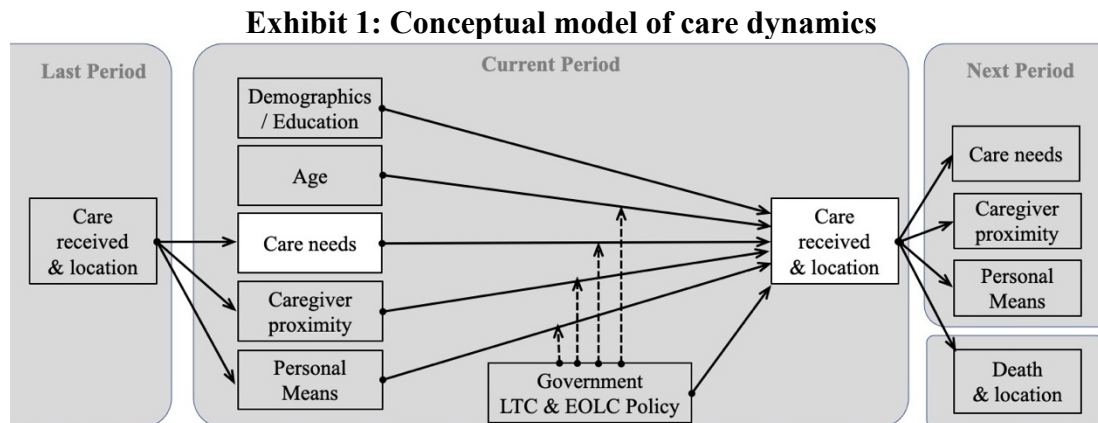 Exhibit 1: Conceptual model of care dynamics
Last Period
Current Period
Next Period
Care
received
& location
Demographics
/ Education
Age
Care needs
Caregiver
proximity
Personal
Means
Government
LTC & EOLC Policy
Care
received
& location
Care needs
Caregiver
proximity
Personal
Means
Death
& location